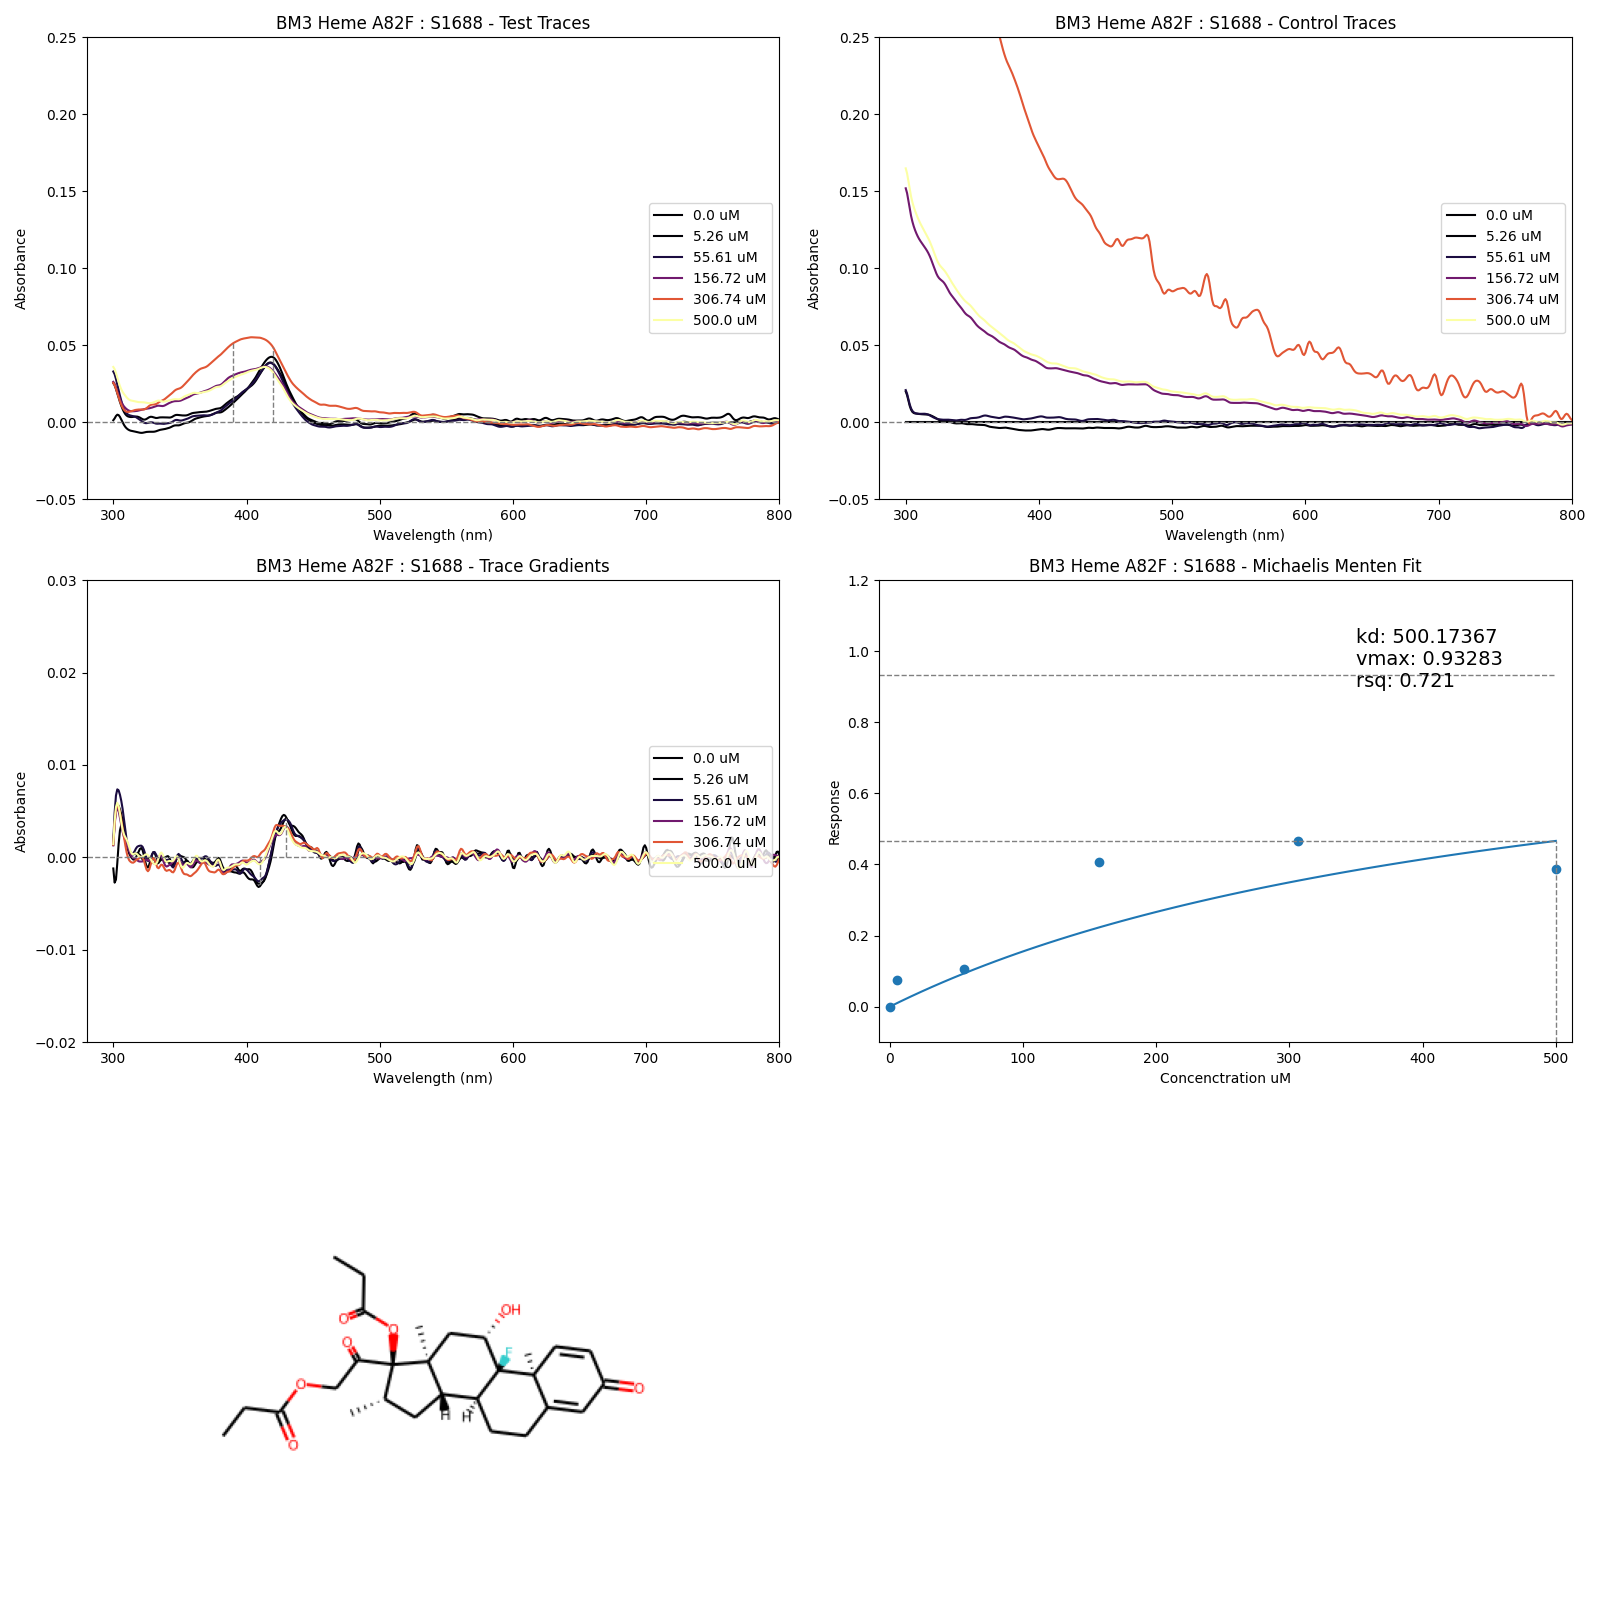 BM3 Heme A82F : S1688 - Test Traces
0.25
0.20
0.15
0.10
0.05
0.00
−0.05
Absorbance
300 400 500 600 700 800
Wavelength (nm)
0.0 uM
5.26 uM
55.61 uM
156.72 uM
306.74 uM
500.0 uM
BM3 Heme A82F : S1688 - Control Traces
0.25
0.20
0.15
0.10
0.05
0.00
−0.05
Absorbance
300 400 500 600 700 800
Wavelength (nm)
0.0 uM
5.26 uM
55.61 uM
156.72 uM
306.74 uM
500.0 uM
BM3 Heme A82F : S1688 - Trace Gradients
0.03
0.02
0.01
0.00
−0.01
−0.02
Absorbance
300 400 500 600 700 800
Wavelength (nm)
0.0 uM
5.26 uM
55.61 uM
156.72 uM
306.74 uM
500.0 uM
BM3 Heme A82F : S1688 - Michaelis Menten Fit
1.2
1.0
0.8
0.6
0.4
0.2
0.0
Response
0 100 200 300 400 500
Concenctration uM
kd: 500.17367
vmax: 0.93283
rsq: 0.721
OH
O
O
O
F
O
O
O
H
H
O